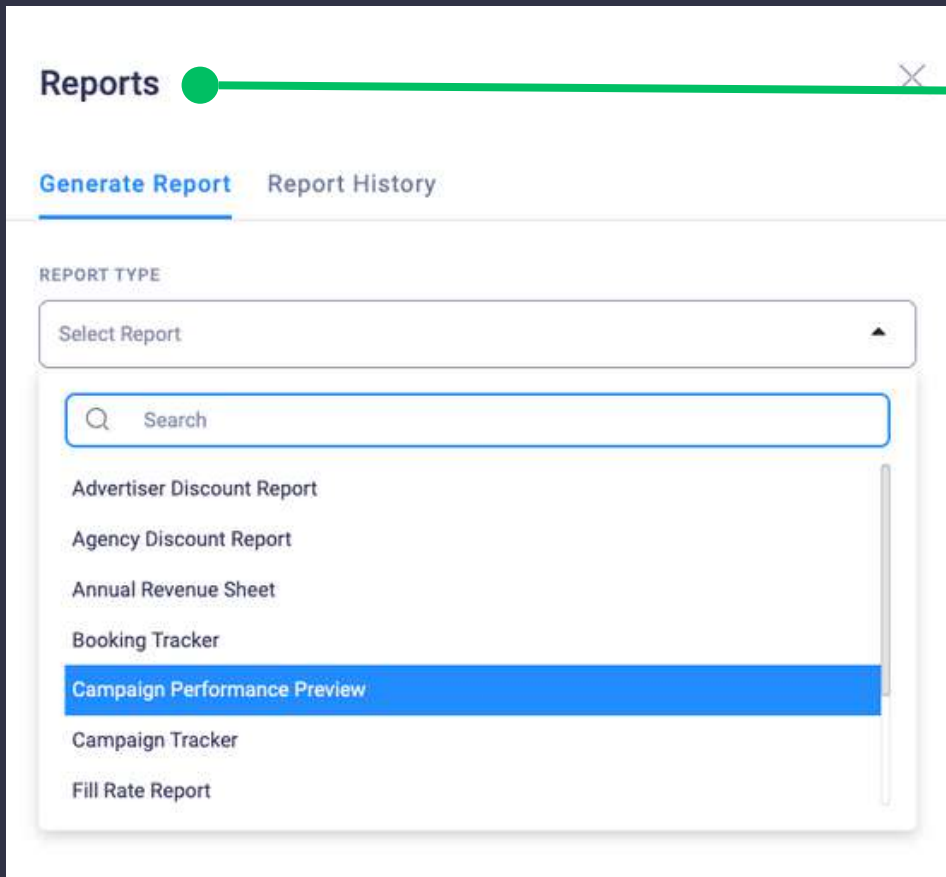 Reports
Generate Report Report History
REPORT TYPE
Select Report
Search
Advertiser Discount Report
Agency Discount Report
Annual Revenue Sheet
Booking Tracker
Campaign Performance Preview
Campaign Tracker
Fill Rate Report